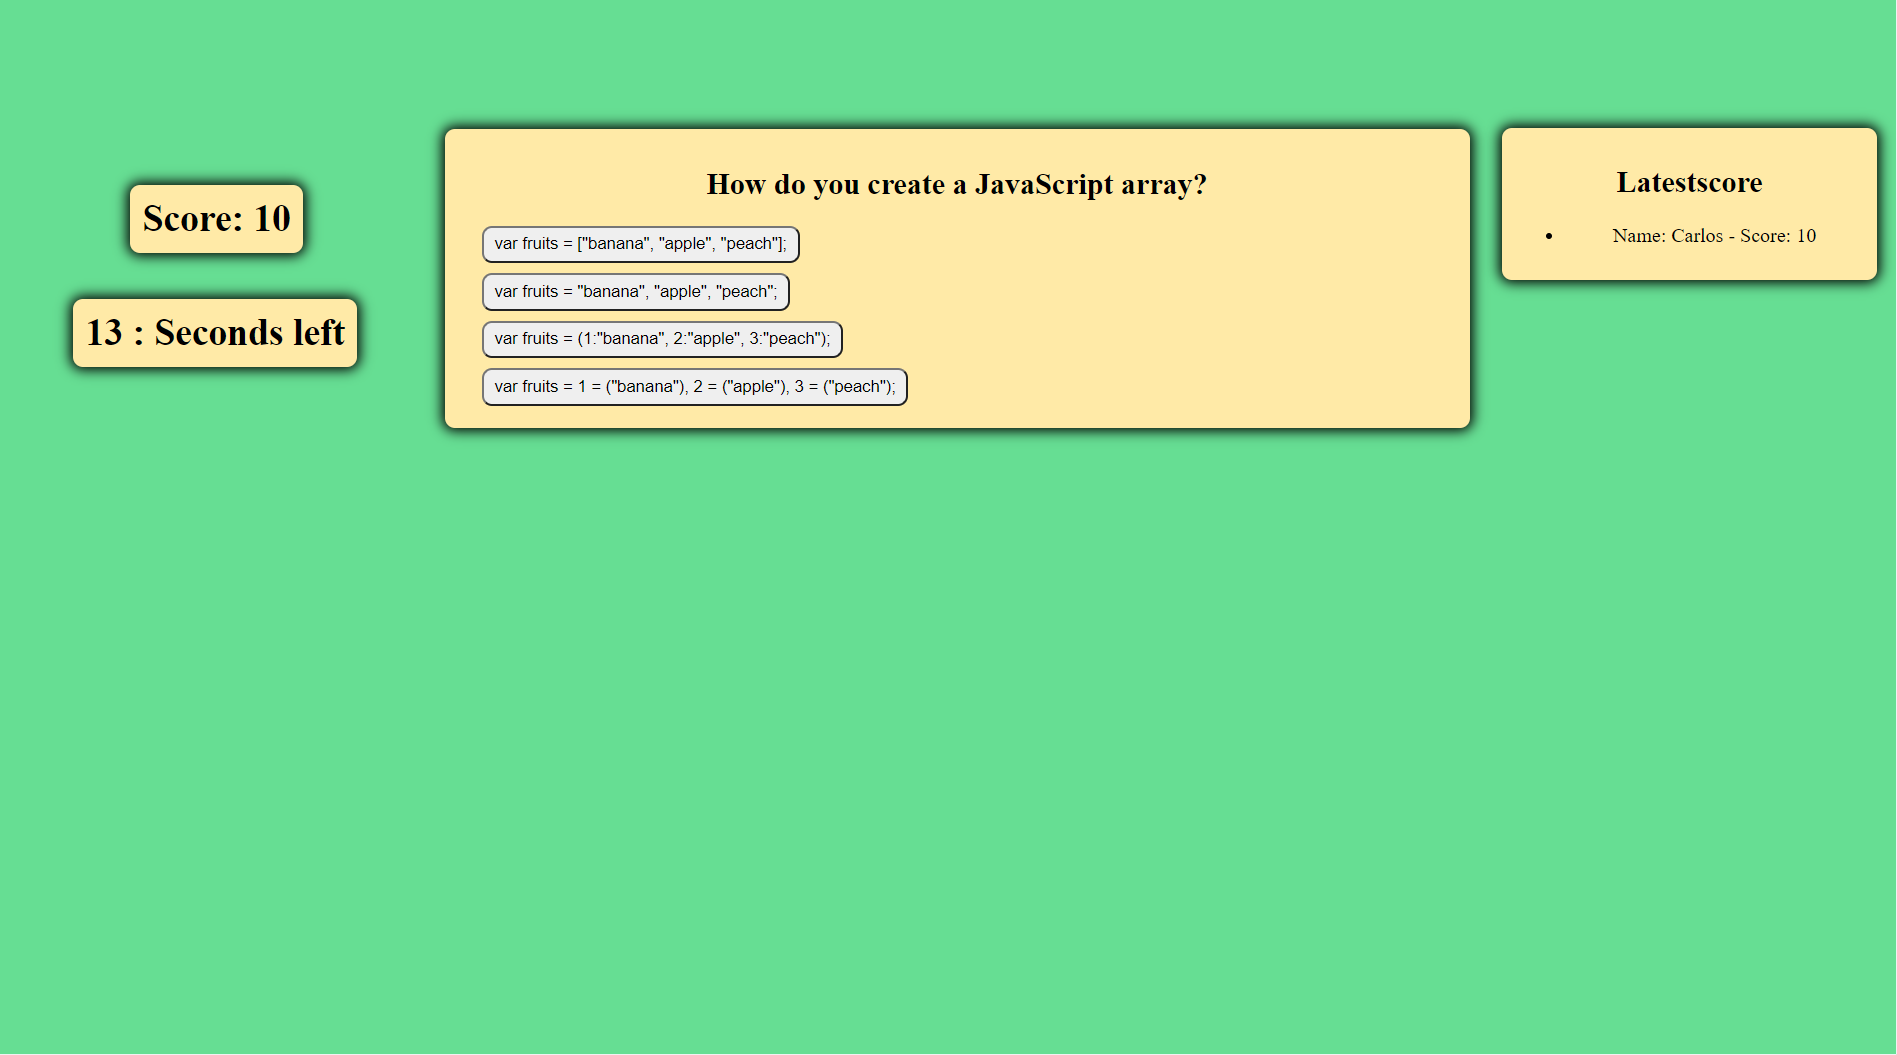 Score: 10
13 : Seconds left
How do you create a JavaScript array?
var fruits = ["banana", "apple", "peach"];
var fruits = "banana", "apple", "peach";
var fruits = (1:"banana", 2:"apple", 3:"peach");
var fruits = 1 = ("banana"), 2 = ("apple"), 3 = ("peach");
Latestscore
• Name: Carlos - Score: 10